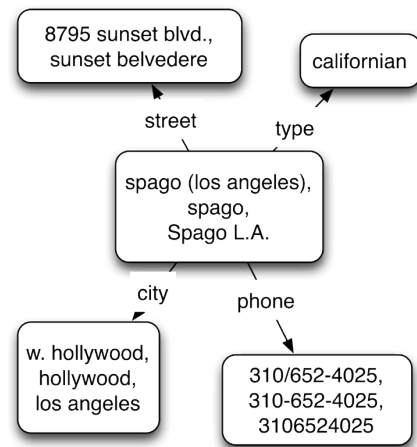 8795 sunset blvd.,
sunset belvedere
californian
street
type
spago (los angeles),
spago,
Spago L.A.
city
phone
w. hollywood,
hollywood,
los angeles
310/652-4025,
310-652-4025,
3106524025